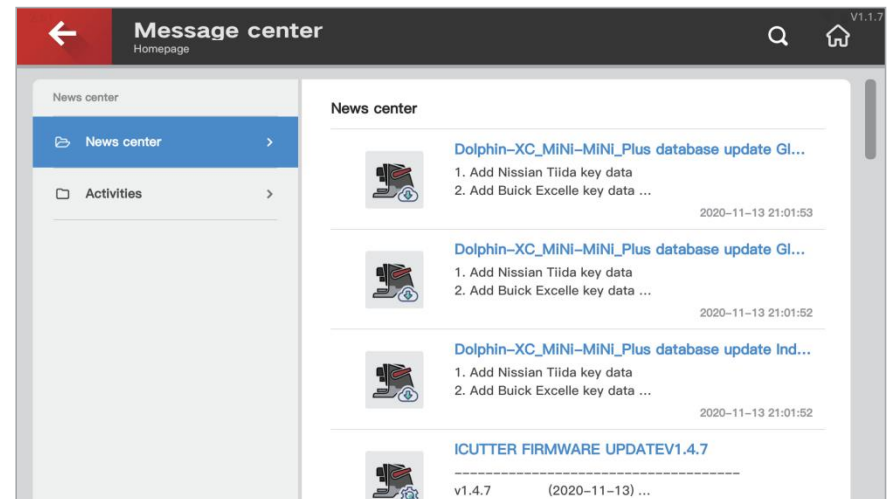 Message center
Homepage
V1.1.7
News center
News center
Activities
News center
Dolphin-XC_MiNi-MiNi_Plus database update Gl...
1. Add Nissian Tiida key data
2. Add Buick Excelle key data ...
2020-11-13 21:01:53
Dolphin-XC_MiNi-MiNi_Plus database update Gl...
1. Add Nissian Tiida key data
2. Add Buick Excelle key data ...
2020-11-13 21:01:52
Dolphin-XC_MiNi-MiNi_Plus database update Ind...
1. Add Nissian Tiida key data
2. Add Buick Excelle key data ...
2020-11-13 21:01:52
ICUTTER FIRMWARE UPDATEV1.4.7
-------------------------------------
v1.4.7 (2020-11-13) ...